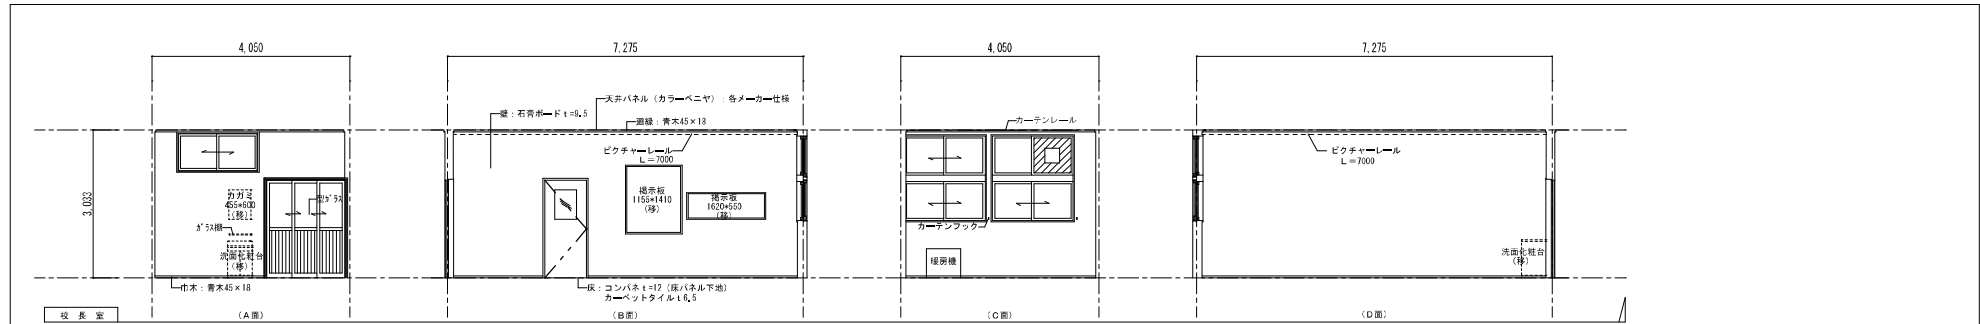 4,050
7,275
4,050
7,275
天井パネル（カラーベニヤ）：各メーカー仕様
壁：石膏ボードｔ=9.5
廻縁：青木45×18
カーテンレール
ピクチャーレール
Ｌ＝7000
ピクチャーレール
Ｌ＝7000
3,033
カガミ
455*600
(移)
型ｶﾞﾗｽ
掲示板
1155*1410
(移)
掲示板
1620*550
(移)
ｶﾞﾗｽ棚
カーテンフック
洗面化粧台
(移)
暖房機
洗面化粧台
(移)
巾木：青木45×18
床：コンパネｔ=12（床パネル下地）
カーペットタイルｔ6.5
校 長 室
（Ａ面）
（Ｂ面）
（Ｃ面）
（Ｄ面）